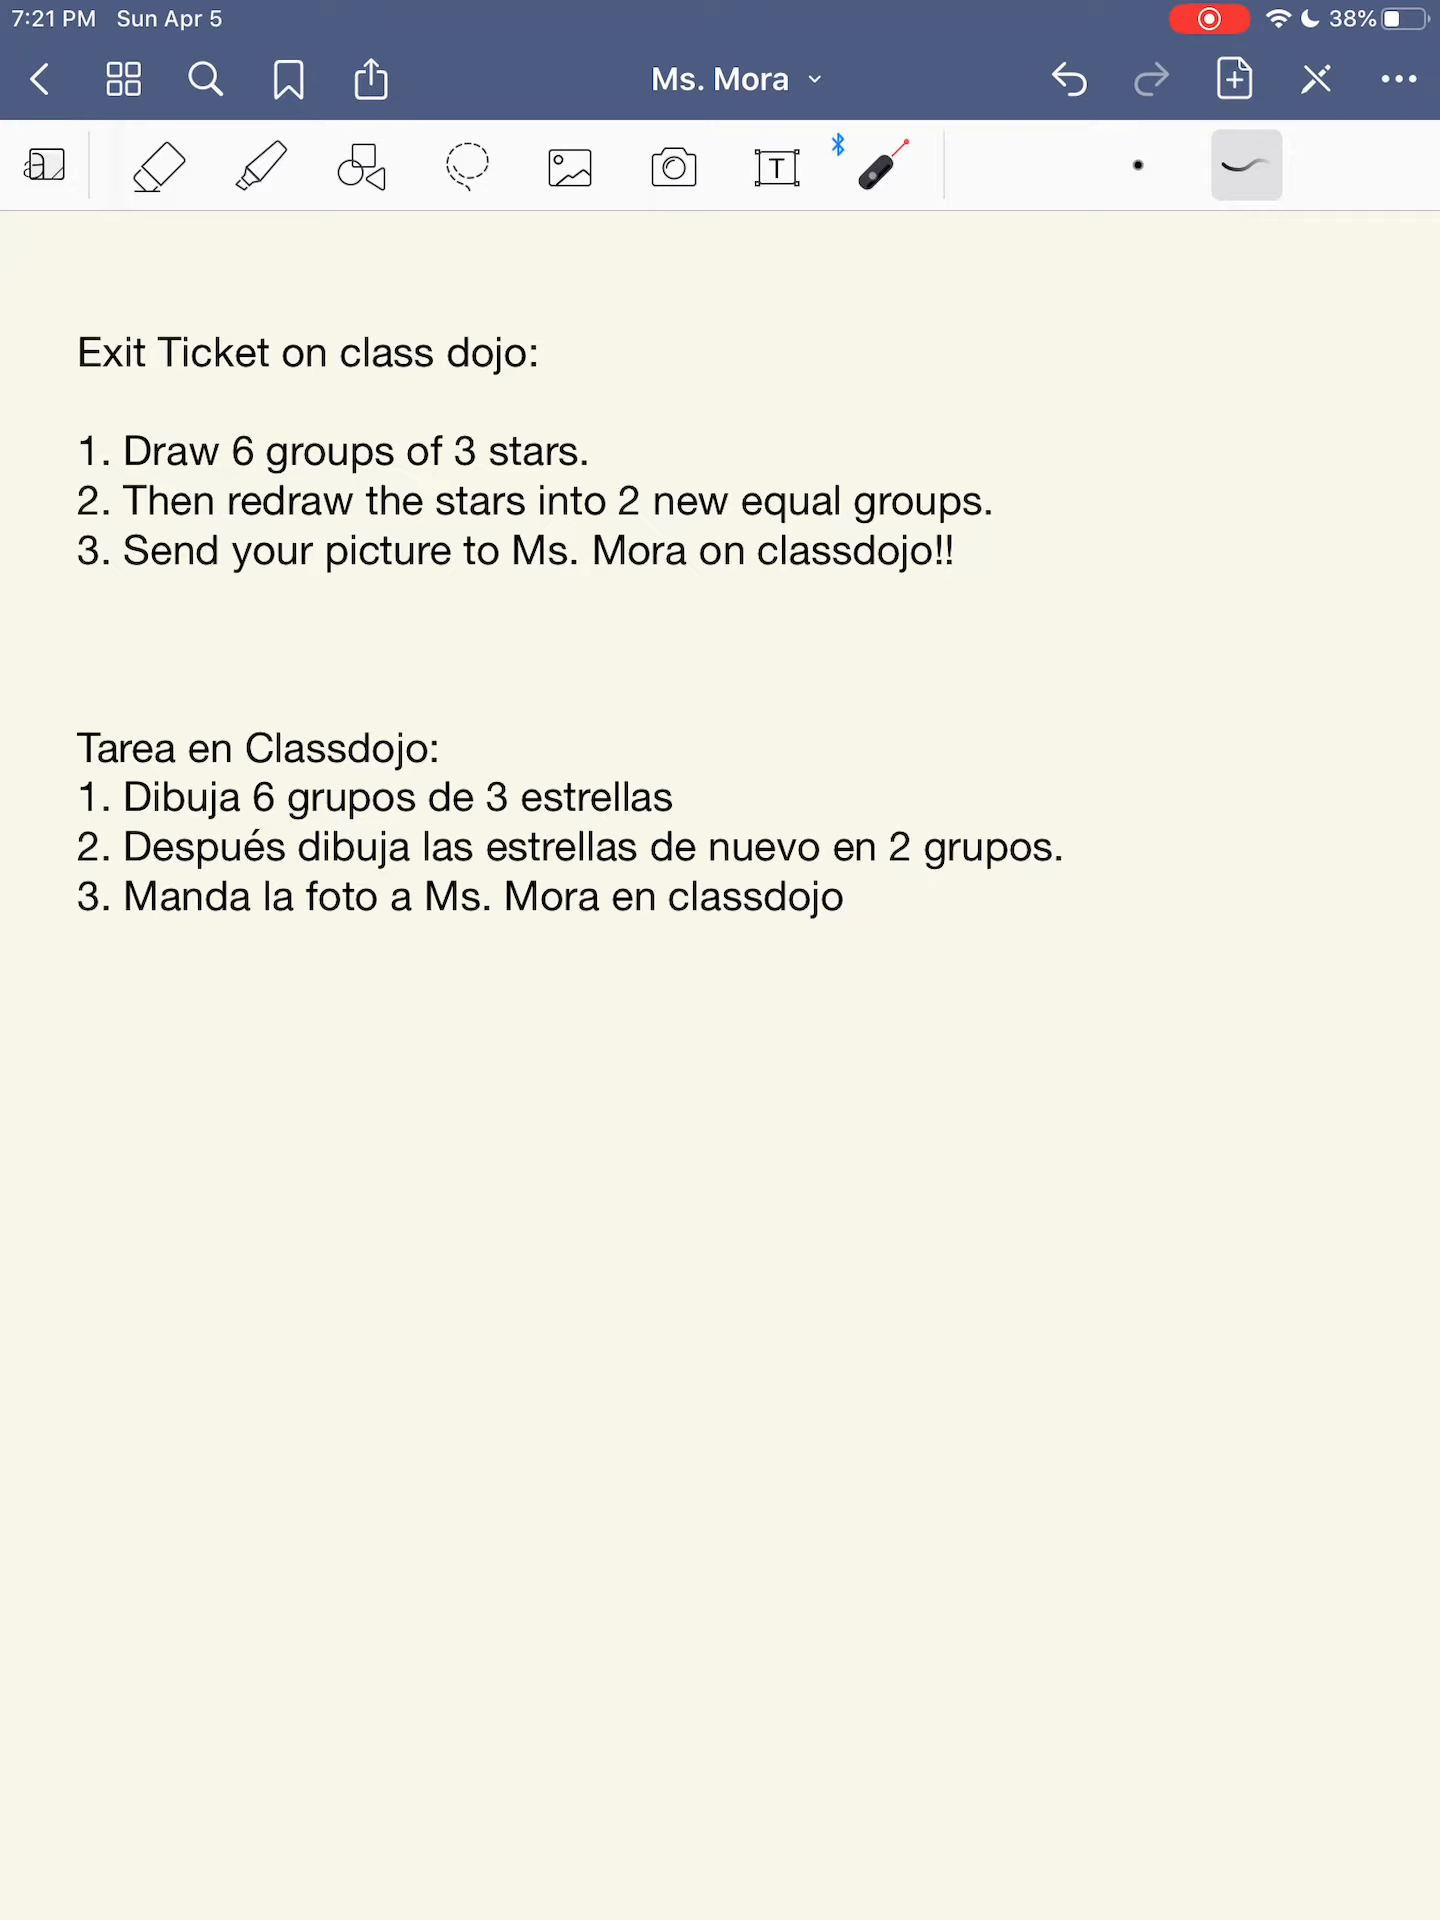 7:21 PM Sun Apr 5 38%
Ms. Mora
a T
Exit Ticket on class dojo:
1. Draw 6 groups of 3 stars.
2. Then redraw the stars into 2 new equal groups.
3. Send your picture to Ms. Mora on classdojo!!
Tarea en Classdojo:
1. Dibuja 6 grupos de 3 estrellas
2. Después dibuja las estrellas de nuevo en 2 grupos.
3. Manda la foto a Ms. Mora en classdojo